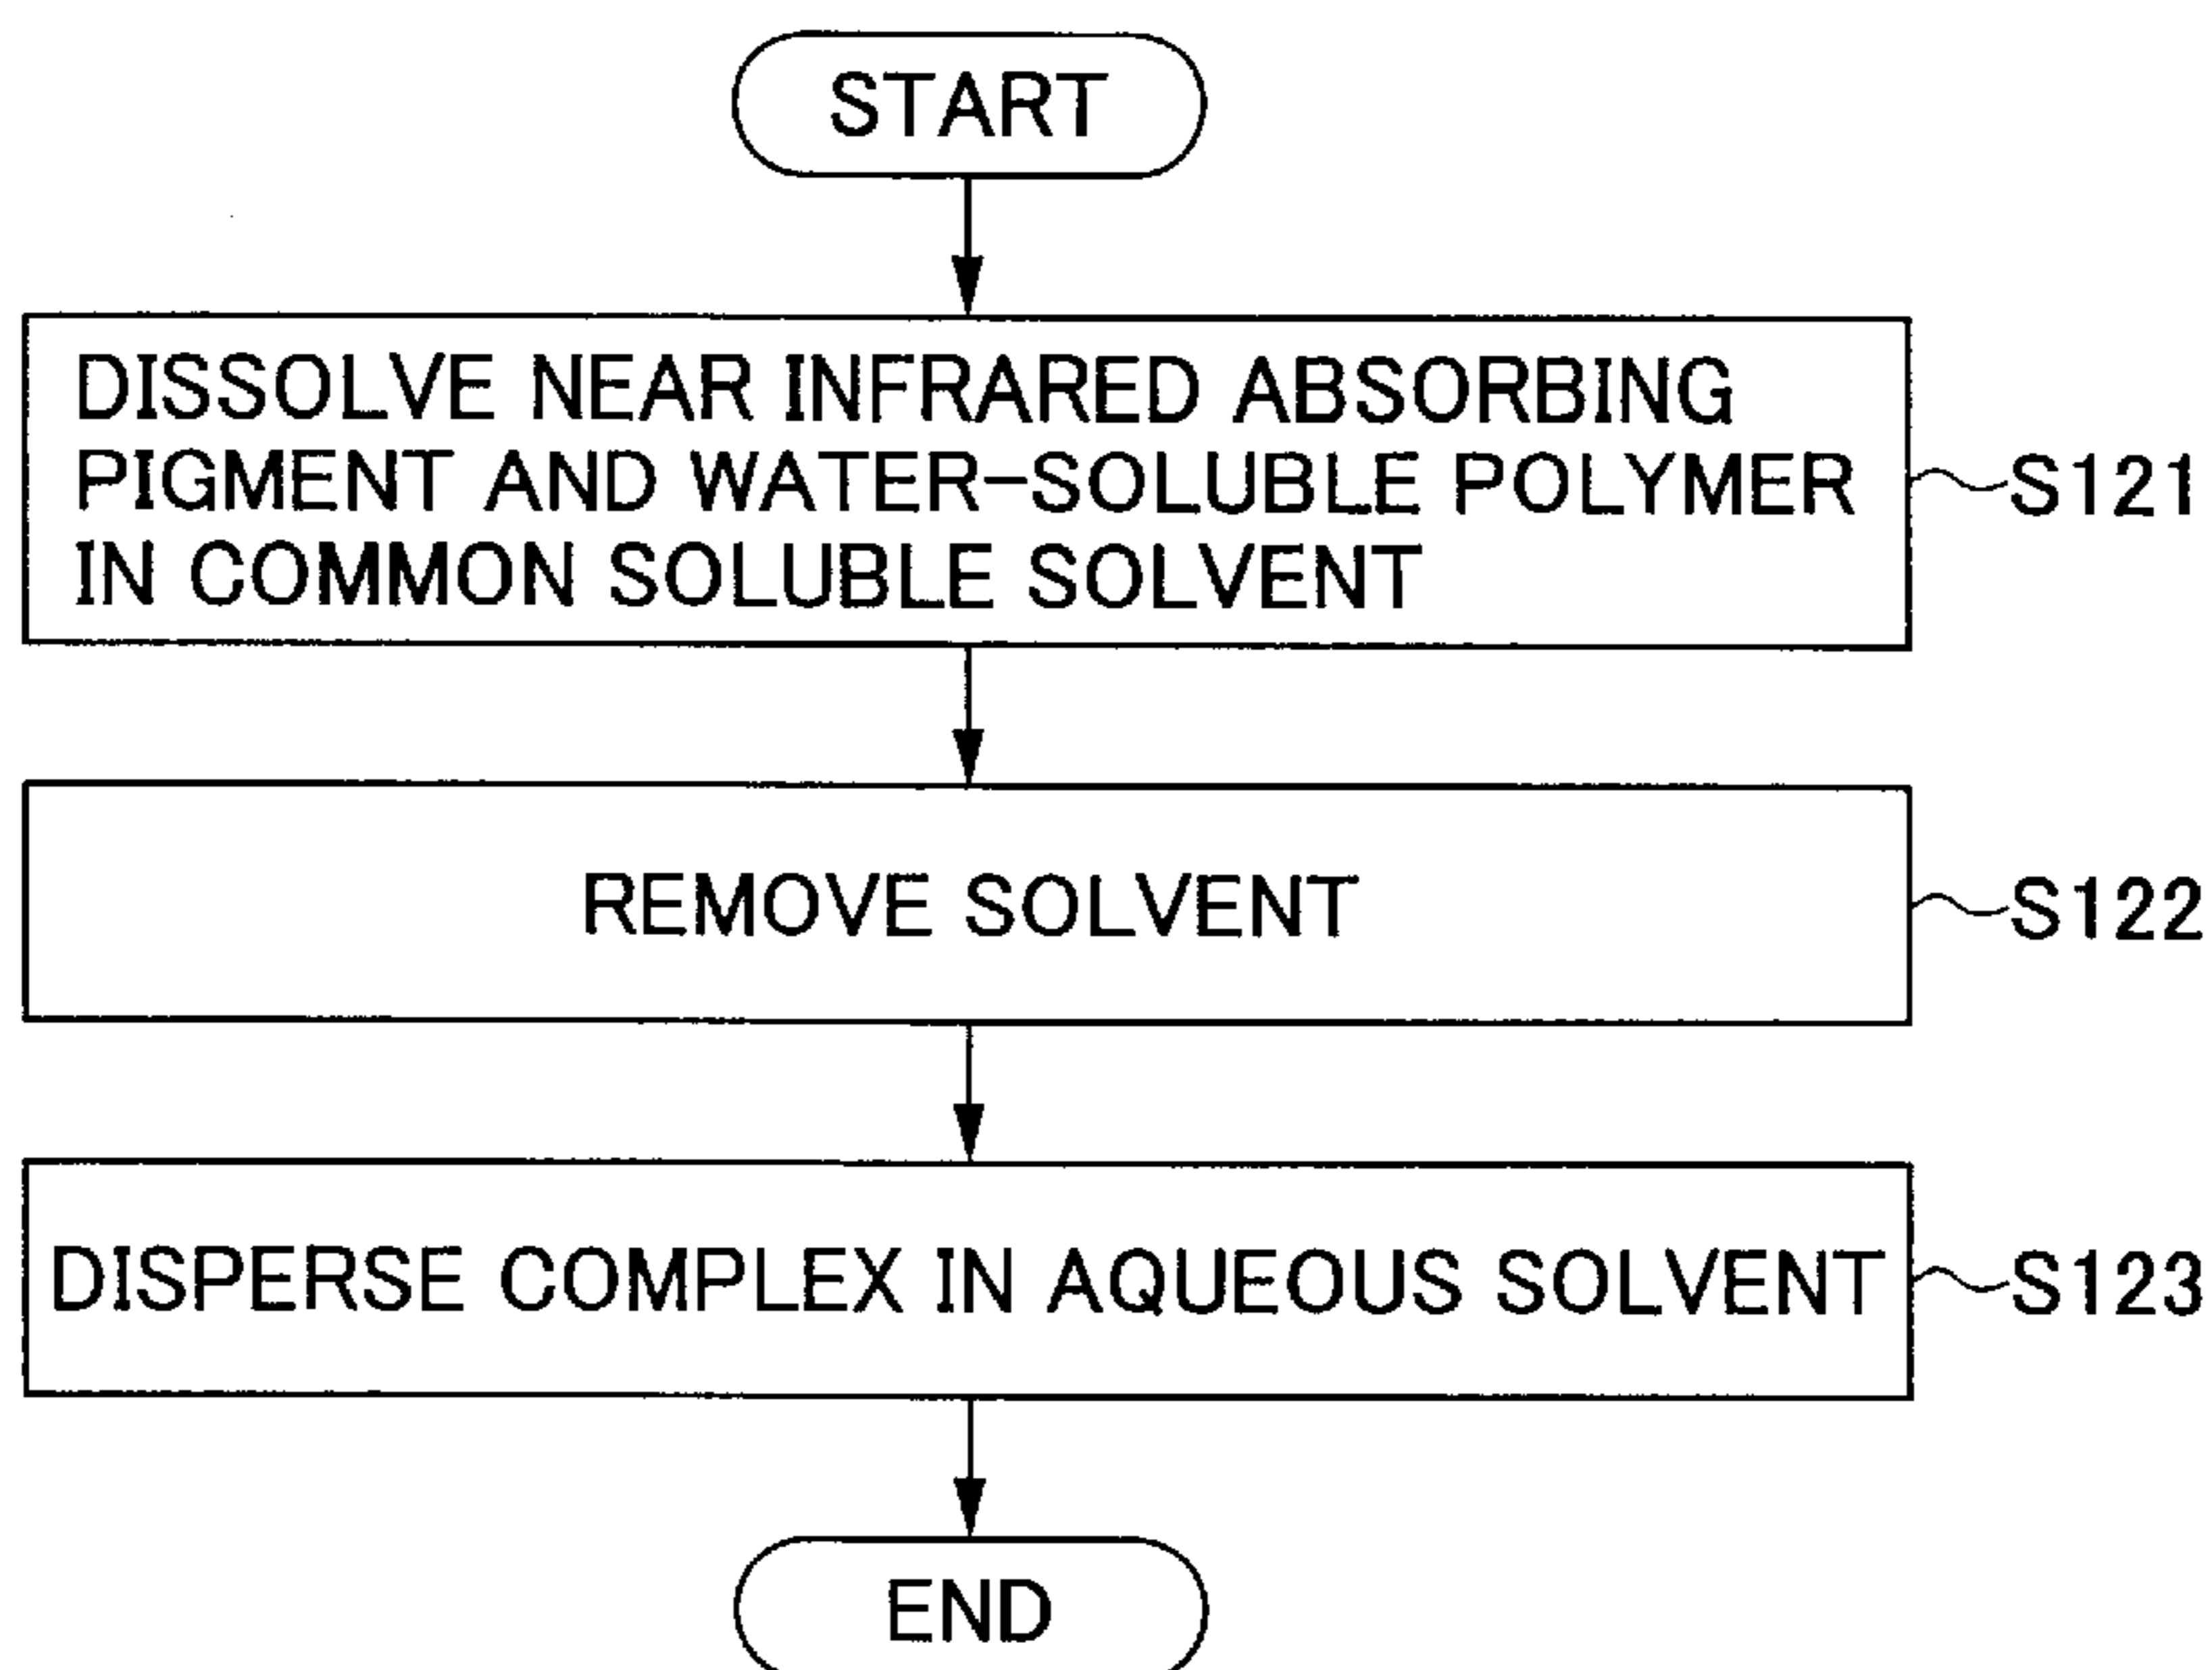 START
DISSOLVE NEAR INFRARED ABSORBING
PIGMENT AND WATER-SOLUBLE POLYMER
IN COMMON SOLUBLE SOLVENT
S121
REMOVE SOLVENT
S122
DISPERSE COMPLEX IN AQUEOUS SOLVENT
S123
END